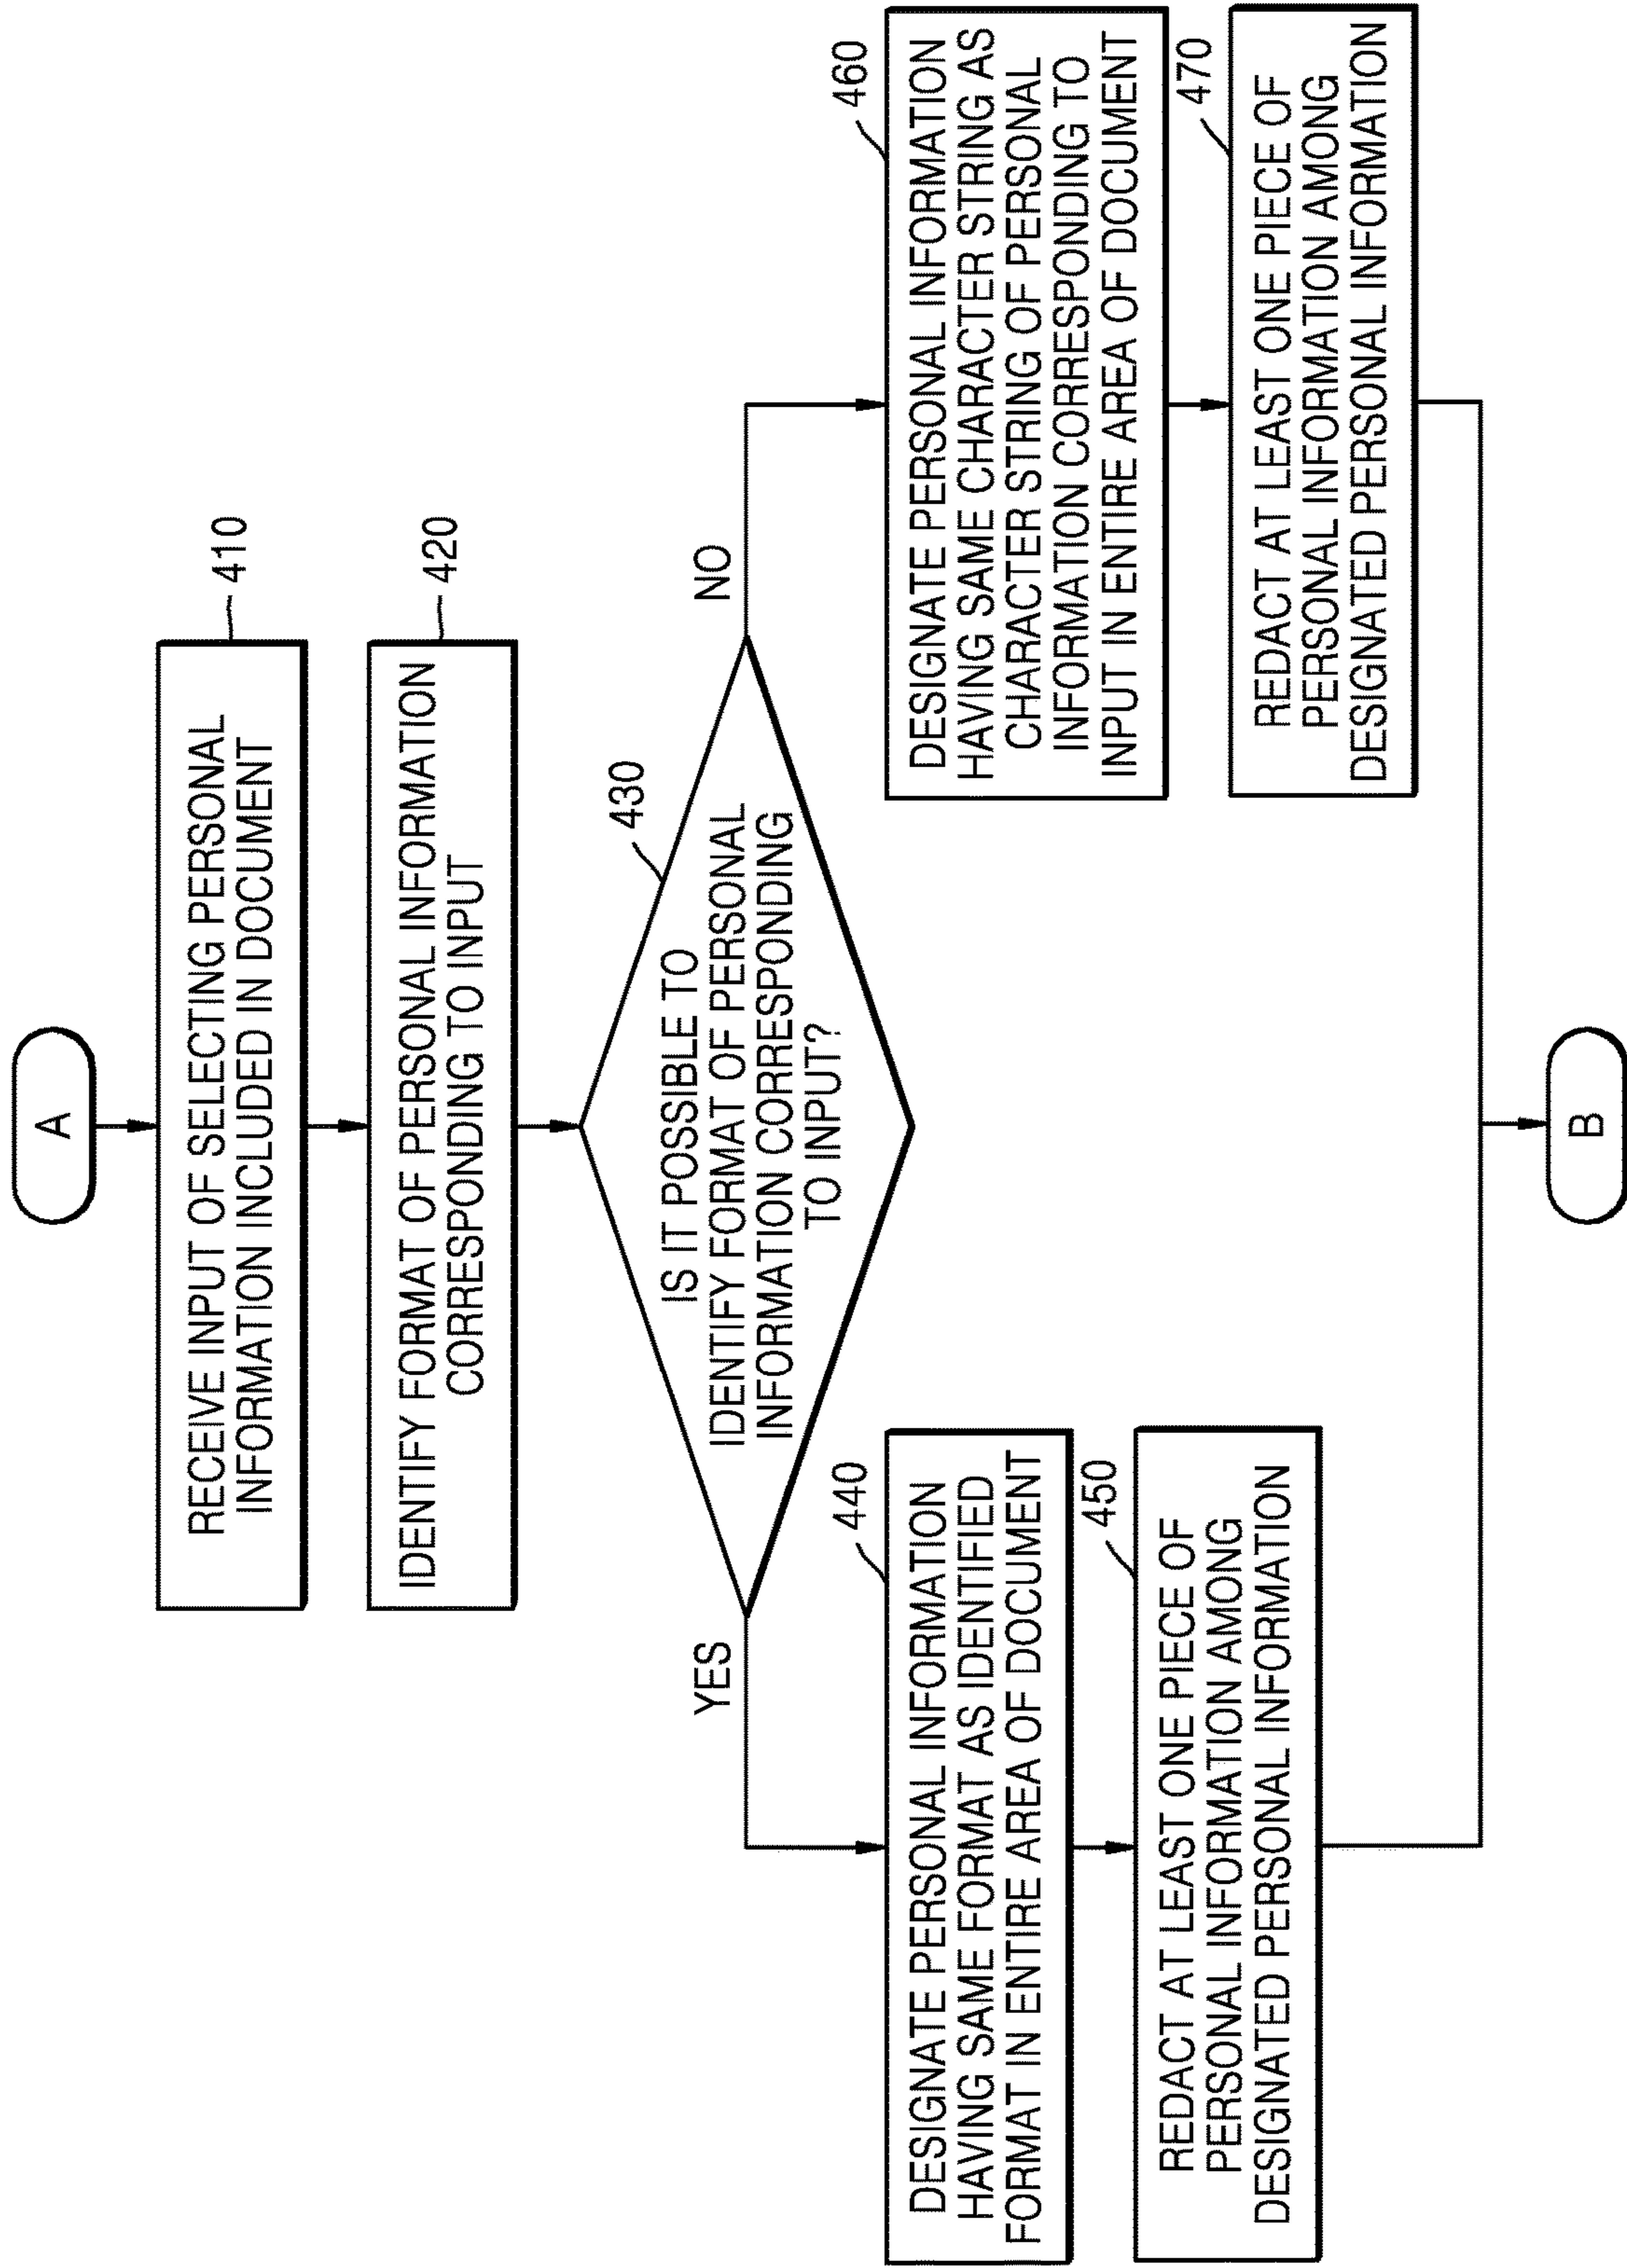 A
410
RECEIVE INPUT OF SELECTING PERSONAL
INFORMATION INCLUDED IN DOCUMENT
420
IDENTIFY FORMAT OF PERSONAL INFORMATION
CORRESPONDING TO INPUT
430
IS IT POSSIBLE TO
IDENTIFY FORMAT OF PERSONAL
INFORMATION CORRESPONDING
TO INPUT?
YES
NO
440
DESIGNATE PERSONAL INFORMATION
HAVING SAME FORMAT AS IDENTIFIED
FORMAT IN ENTIRE AREA OF DOCUMENT
450
REDACT AT LEAST ONE PIECE OF
PERSONAL INFORMATION AMONG
DESIGNATED PERSONAL INFORMATION
460
DESIGNATE PERSONAL INFORMATION
HAVING SAME CHARACTER STRING AS
CHARACTER STRING OF PERSONAL
INFORMATION CORRESPONDING TO
INPUT IN ENTIRE AREA OF DOCUMENT
470
REDACT AT LEAST ONE PIECE OF
PERSONAL INFORMATION AMONG
DESIGNATED PERSONAL INFORMATION
B